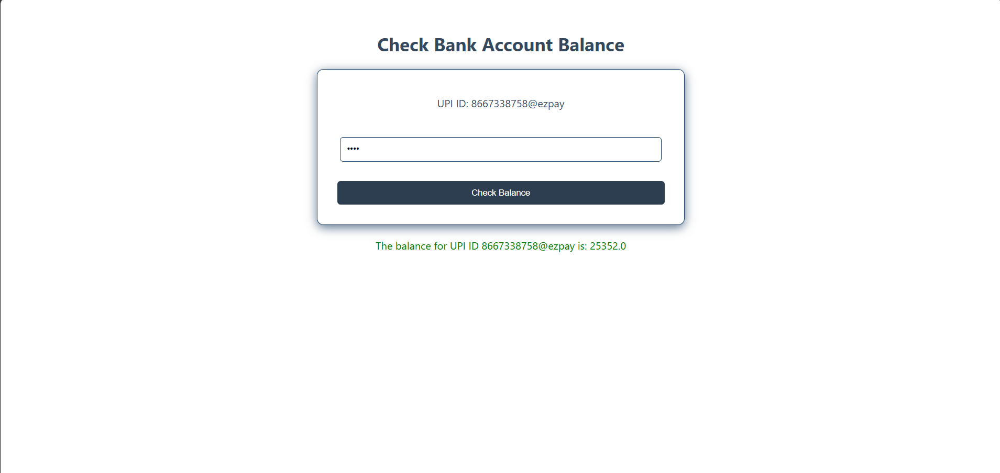 Check Bank Account Balance
UPI ID: 8667338758@ezpay
••••
Check Balance
The balance for UPI ID 8667338758@ezpay is: 25352.0